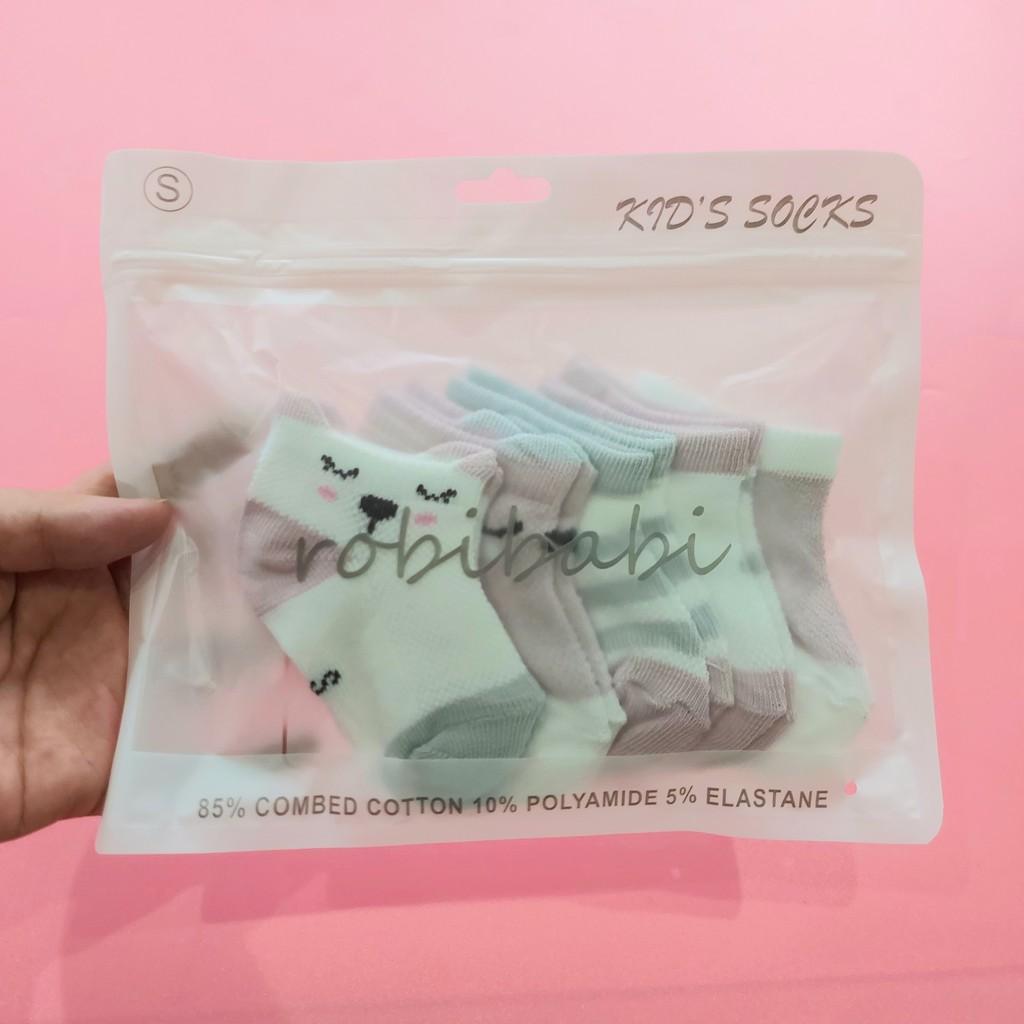 S
KID'S SOCKS
robibabi
85% COMBED COTTON 10% POLYAMIDE 5% ELASTANE